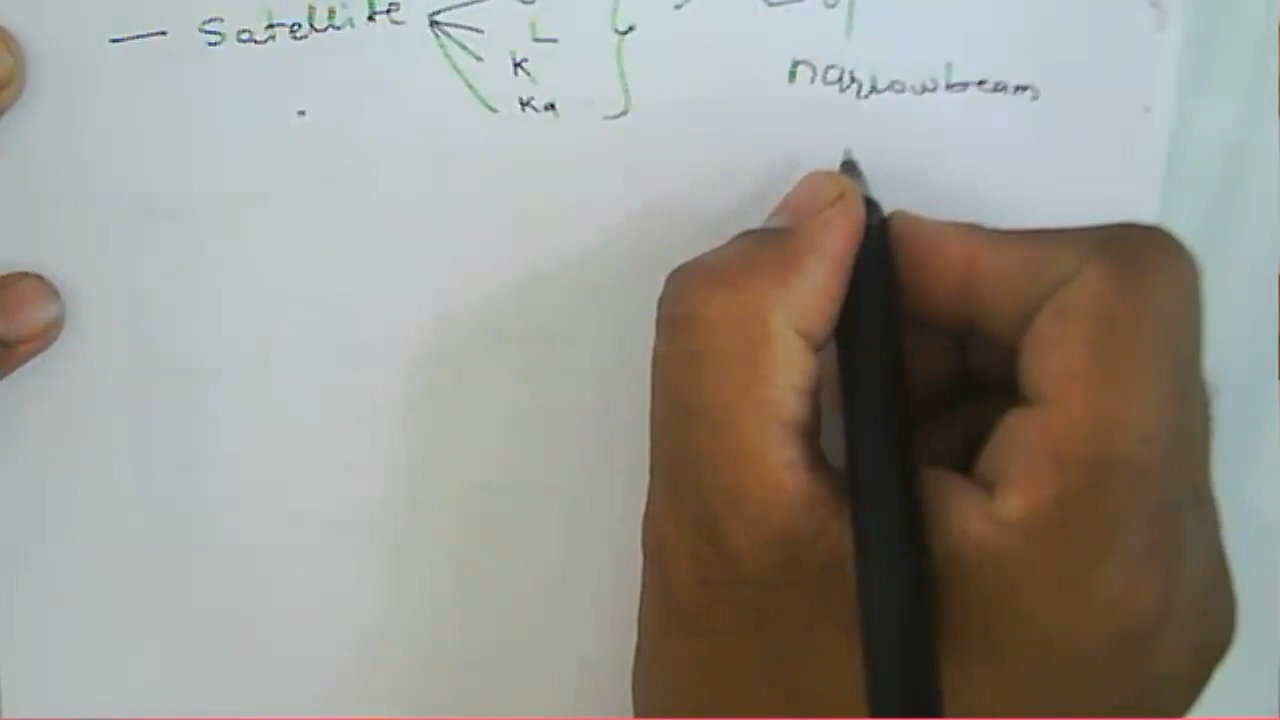 — Satellite
L
K
Ka
narrowbeam